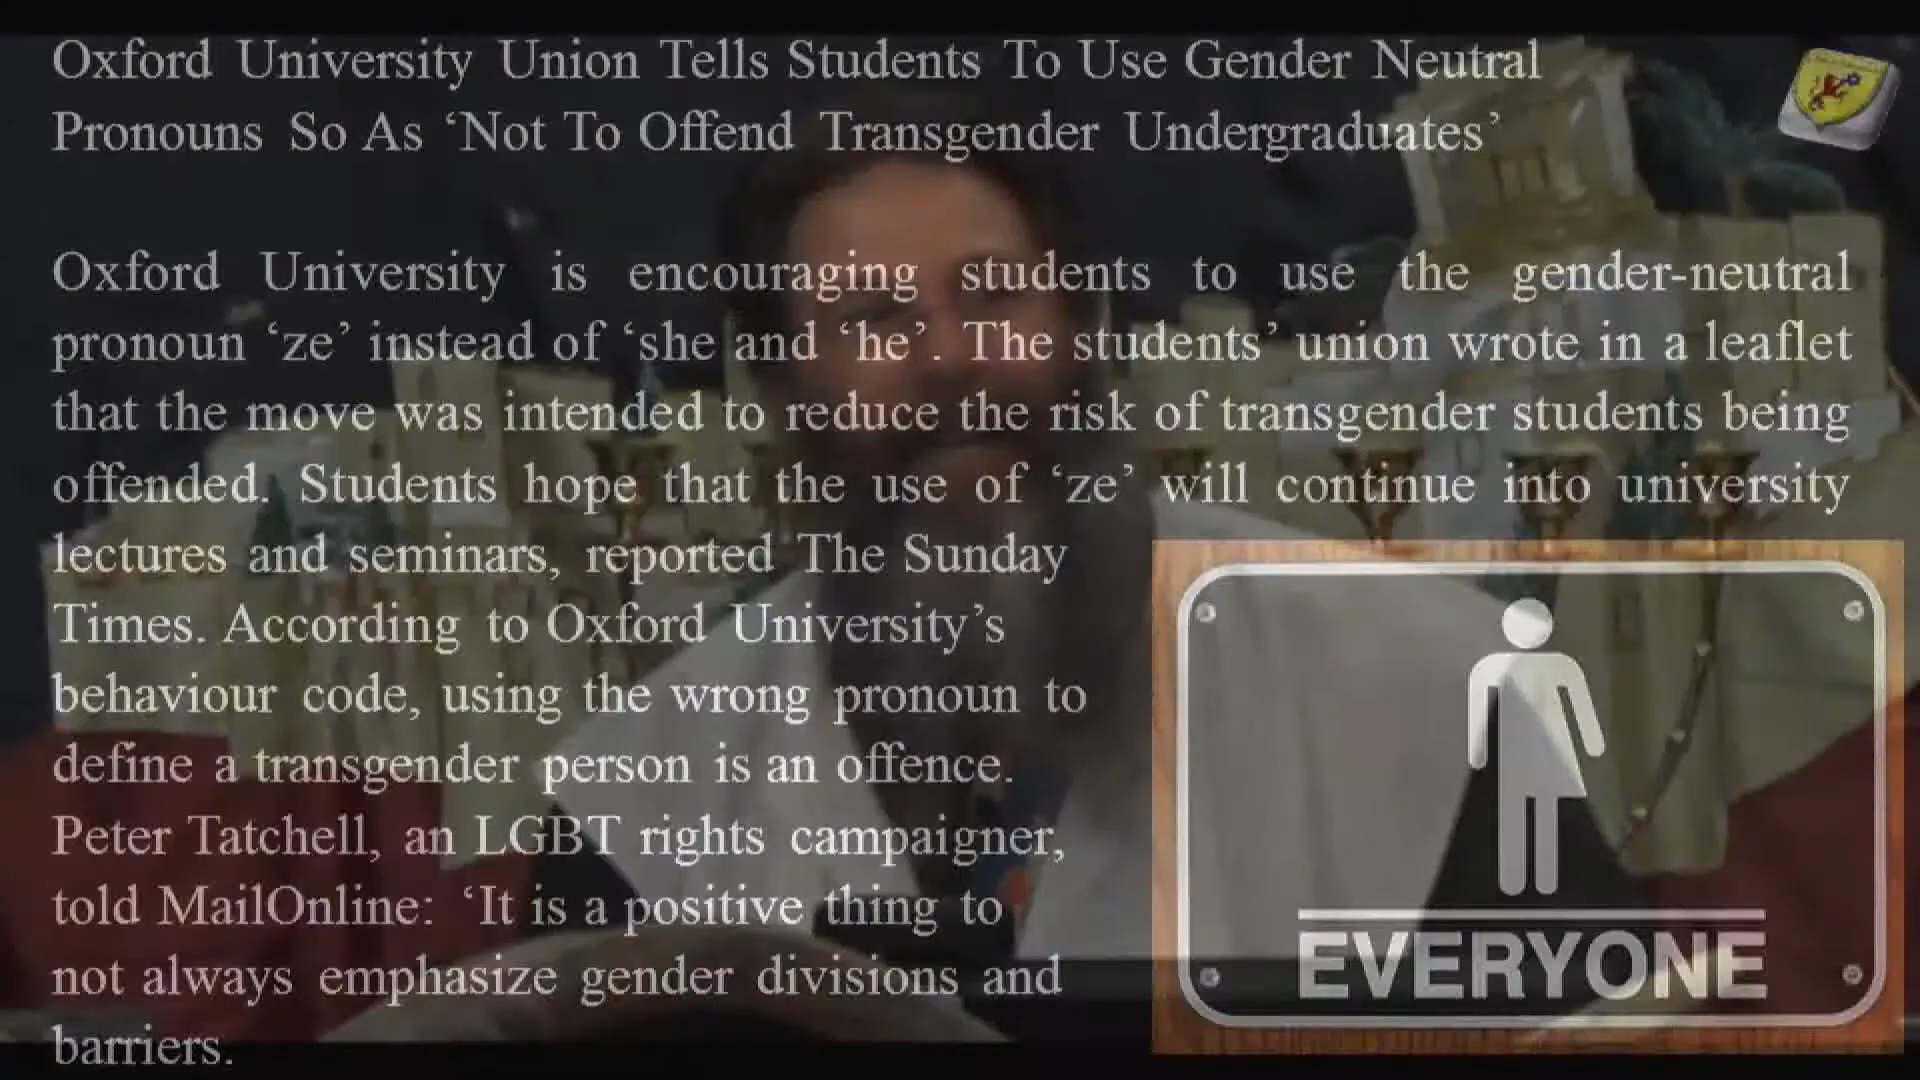 Oxford University Union Tells Students To Use Gender Neutral
Pronouns So As ‘Not To Offend Transgender Undergraduates’
Oxford University is encouraging students to use the gender-neutral
pronoun ‘ze’ instead of ‘she and ‘he’. The students’ union wrote in a leaflet
that the move was intended to reduce the risk of transgender students being
offended. Students hope that the use of ‘ze’ will continue into university
lectures and seminars, reported The Sunday
Times. According to Oxford University’s
behaviour code, using the wrong pronoun to
define a transgender person is an offence.
Peter Tatchell, an LGBT rights campaigner,
told MailOnline: ‘It is a positive thing to
not always emphasize gender divisions and
barriers.
EVERYONE